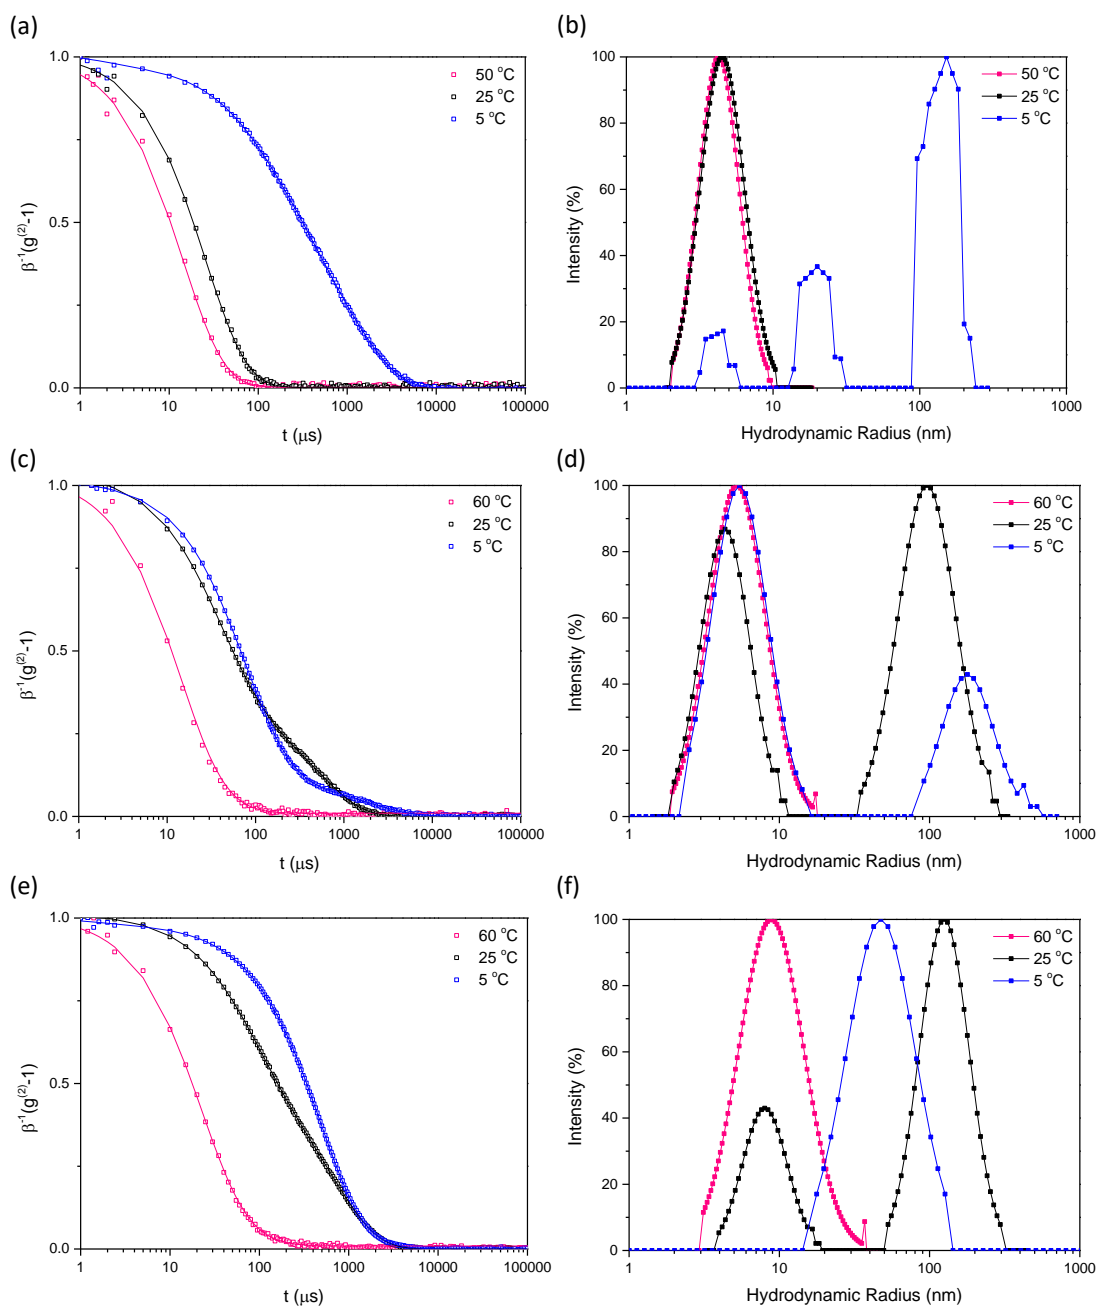 (a)
1.0
0.5
0.0
β⁻¹(g⁽²⁾-1)
50 °C
25 °C
5 °C
1 10 100 1000 10000 100000
t (μs)
(b)
100
80
60
40
20
0
Intensity (%)
50 °C
25 °C
5 °C
1 10 100 1000
Hydrodynamic Radius (nm)
(c)
1.0
0.5
0.0
β⁻¹(g⁽²⁾-1)
60 °C
25 °C
5 °C
1 10 100 1000 10000 100000
t (μs)
(d)
100
80
60
40
20
0
Intensity (%)
60 °C
25 °C
5 °C
1 10 100 1000
Hydrodynamic Radius (nm)
(e)
1.0
0.5
0.0
β⁻¹(g⁽²⁾-1)
60 °C
25 °C
5 °C
1 10 100 1000 10000 100000
t (μs)
(f)
100
80
60
40
20
0
Intensity (%)
60 °C
25 °C
5 °C
1 10 100 1000
Hydrodynamic Radius (nm)